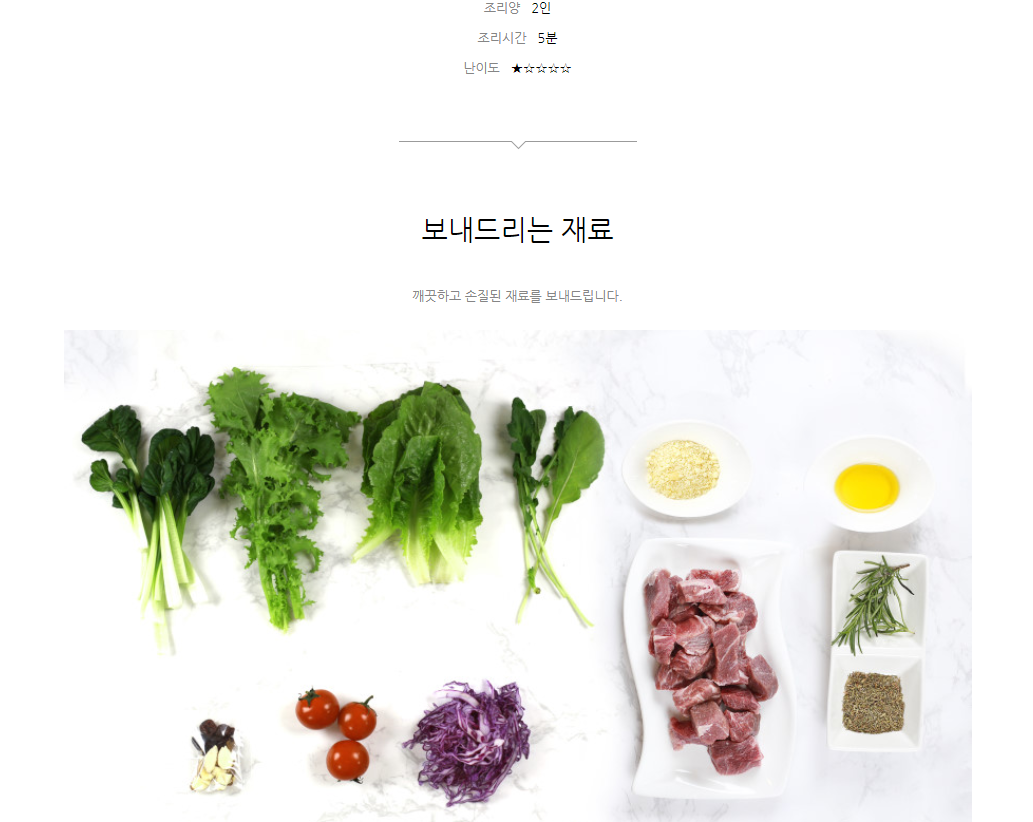 조리양 2인
조리시간 5분
난이도 ★☆☆☆☆
보내드리는 재료
깨끗하고 손질된 재료를 보내드립니다.